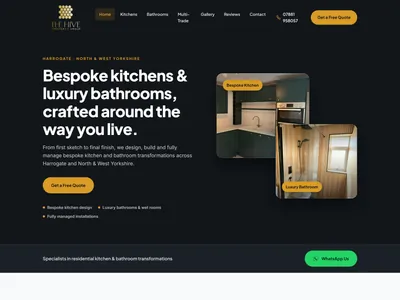 THE HIVE
Home
Kitchens
Bathrooms
Multi-
Trade
Gallery
Reviews
Contact
07881
958057
Get a Free Quote
HARROGATE · NORTH & WEST YORKSHIRE
Bespoke kitchens &
luxury bathrooms,
crafted around the
way you live.
From first sketch to final finish, we design, build and fully
manage bespoke kitchen and bathroom transformations across
Harrogate and North & West Yorkshire.
Get a Free Quote
Bespoke kitchen design
Luxury bathrooms & wet rooms
Fully managed installations
Bespoke Kitchen
Luxury Bathroom
Specialists in residential kitchen & bathroom transformations
WhatsApp Us